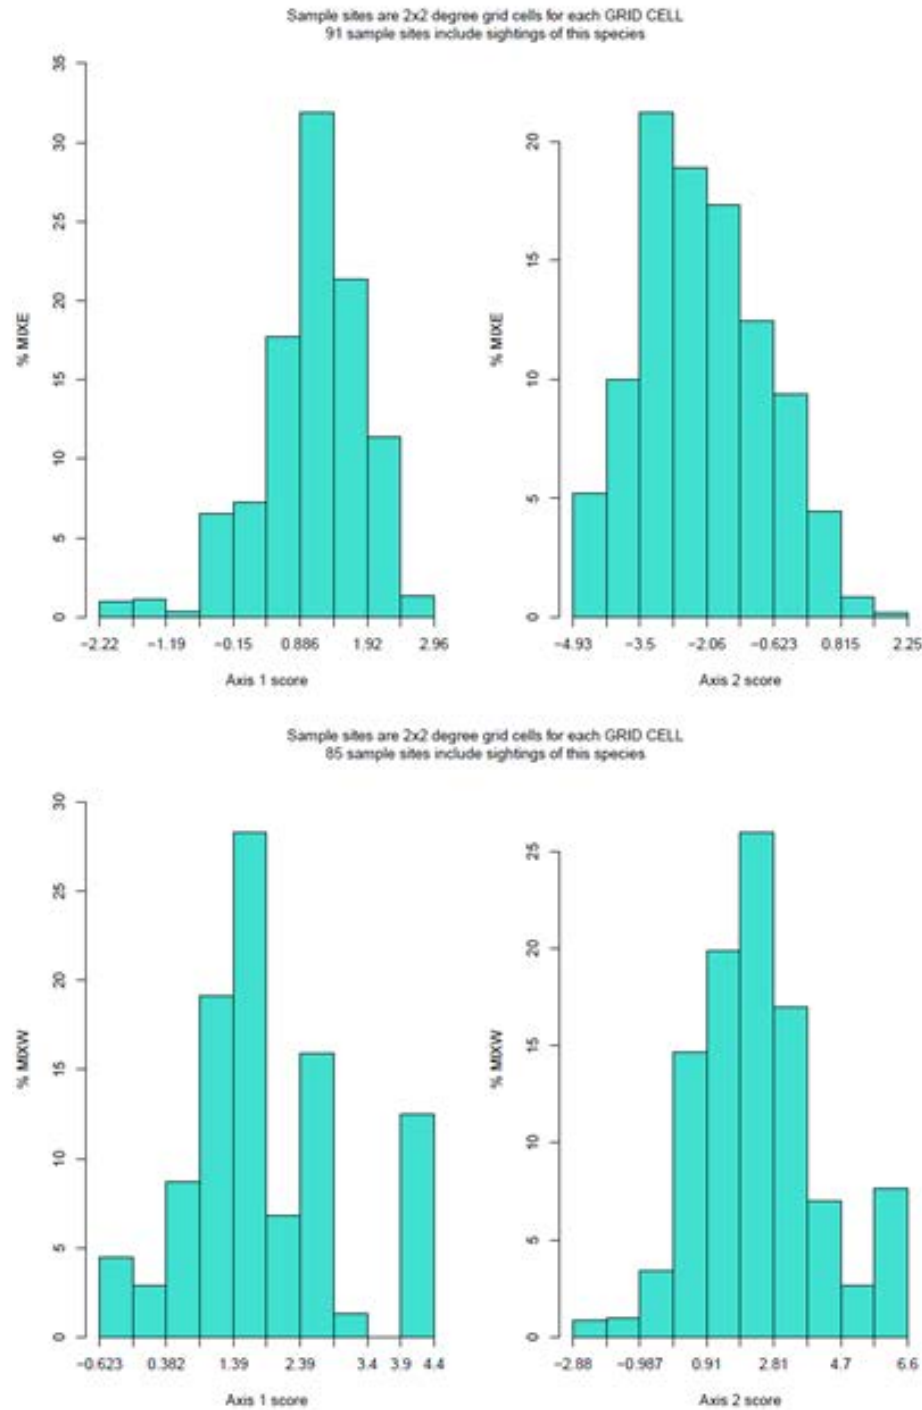 Sample sites are 2x2 degree grid cells for each GRID CELL
91 sample sites include sightings of this species
35
30
25
20
15
10
5
0
% MIXE
−2.22 −1.19 −0.15 0.886 1.92 2.96
Axis 1 score
20
15
10
5
0
% MIXE
−4.93 −3.5 −2.06 −0.623 0.815 2.25
Axis 2 score
Sample sites are 2x2 degree grid cells for each GRID CELL
85 sample sites include sightings of this species
30
25
20
15
10
5
0
% MIXW
−0.623 0.382 1.39 2.39 3.4 3.9 4.4
Axis 1 score
25
20
15
10
5
0
% MIXW
−2.88 −0.987 0.91 2.81 4.7 6.6
Axis 2 score